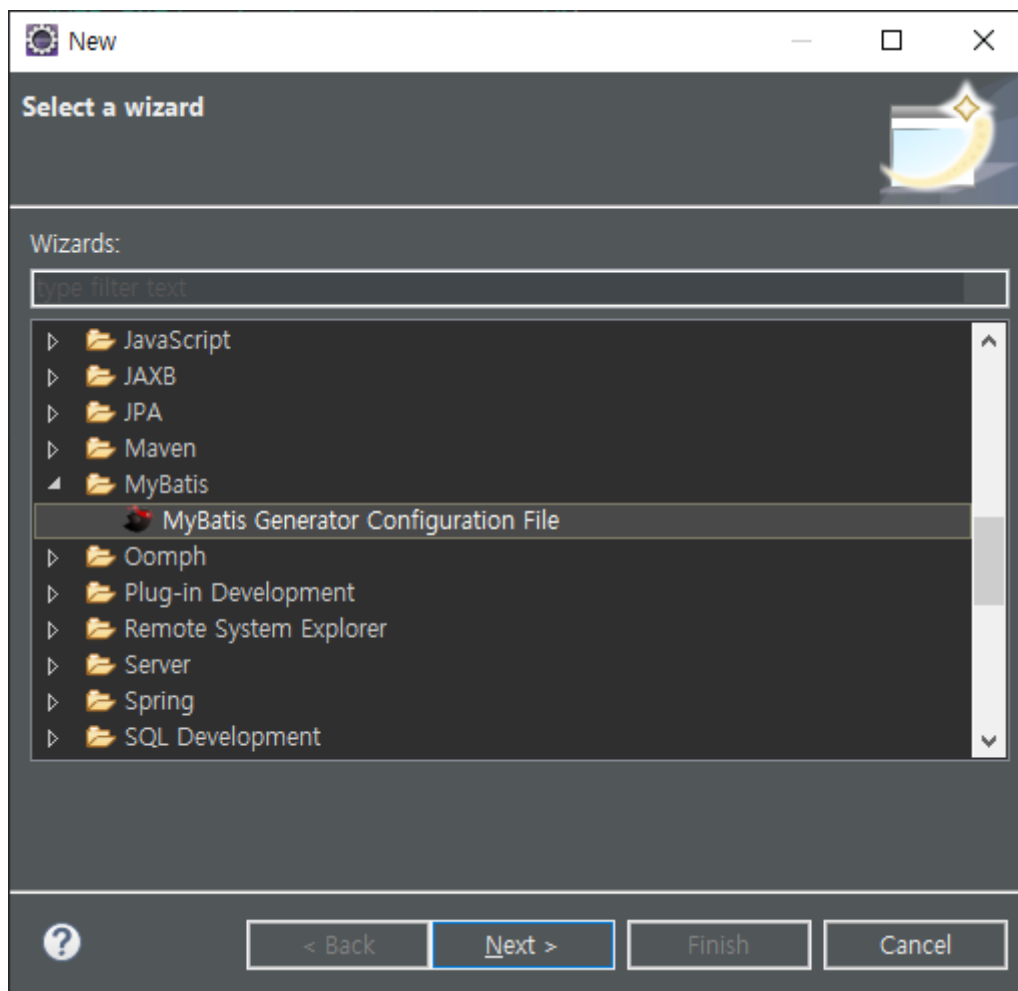 New
Select a wizard
Wizards:
type filter text
JavaScript
JAXB
JPA
Maven
MyBatis
MyBatis Generator Configuration File
Oomph
Plug-in Development
Remote System Explorer
Server
Spring
SQL Development
?
< Back
Next >
Finish
Cancel